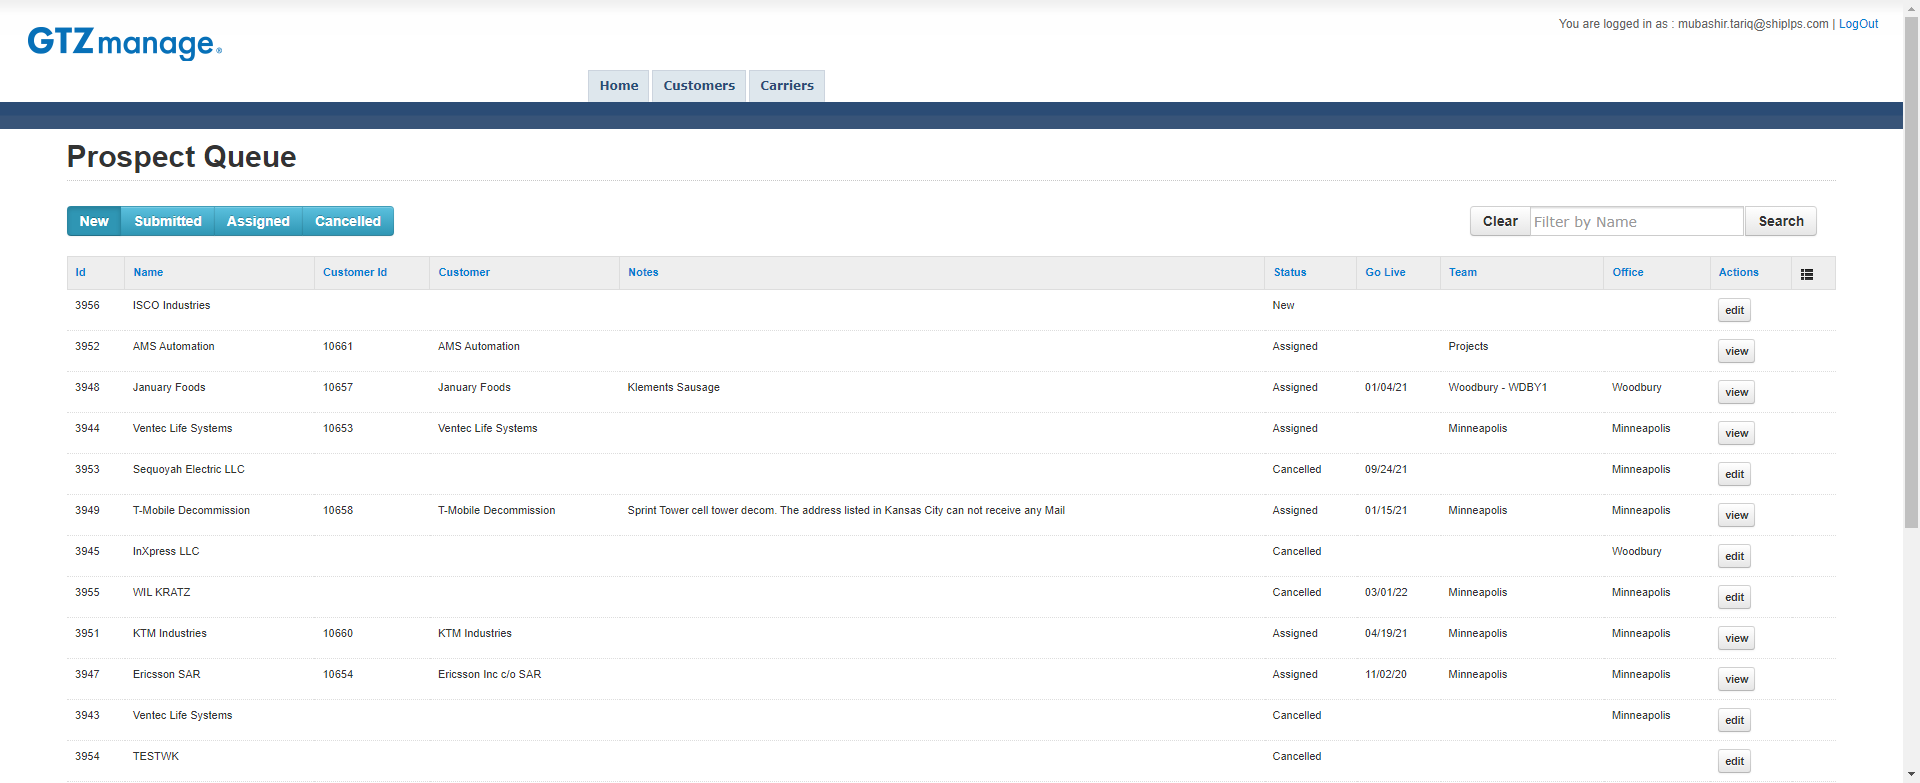 You are logged in as : mubashir.tariq@shiplps.com | LogOut
GTZmanage®
Home Customers Carriers
Prospect Queue
New Submitted Assigned Cancelled Clear Filter by Name Search
Id Name Customer Id Customer Notes Status Go Live Team Office Actions
3956 ISCO Industries New edit
3952 AMS Automation 10661 AMS Automation Assigned Projects view
3948 January Foods 10657 January Foods Klements Sausage Assigned 01/04/21 Woodbury - WDBY1 Woodbury view
3944 Ventec Life Systems 10653 Ventec Life Systems Assigned Minneapolis Minneapolis view
3953 Sequoyah Electric LLC Cancelled 09/24/21 Minneapolis edit
3949 T-Mobile Decommission 10658 T-Mobile Decommission Sprint Tower cell tower decom. The address listed in Kansas City can not receive any Mail Assigned 01/15/21 Minneapolis Minneapolis view
3945 InXpress LLC Cancelled Woodbury edit
3955 WIL KRATZ Cancelled 03/01/22 Minneapolis Minneapolis edit
3951 KTM Industries 10660 KTM Industries Assigned 04/19/21 Minneapolis Minneapolis view
3947 Ericsson SAR 10654 Ericsson Inc c/o SAR Assigned 11/02/20 Minneapolis Minneapolis view
3943 Ventec Life Systems Cancelled Minneapolis edit
3954 TESTWK Cancelled edit